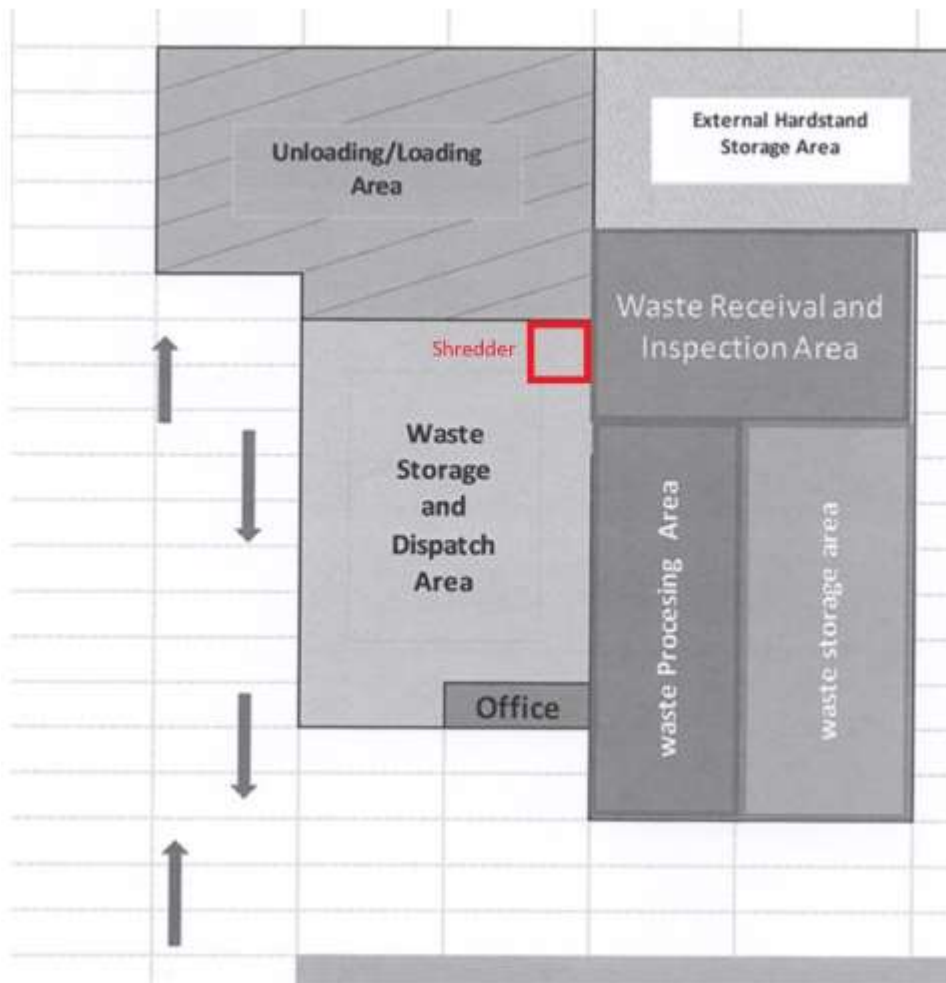 Unloading/Loading
Area
External Hardstand
Storage Area
Waste Receival and
Inspection Area
Shredder
Waste
Storage
and
Dispatch
Area
Office
waste Procesing Area
waste storage area